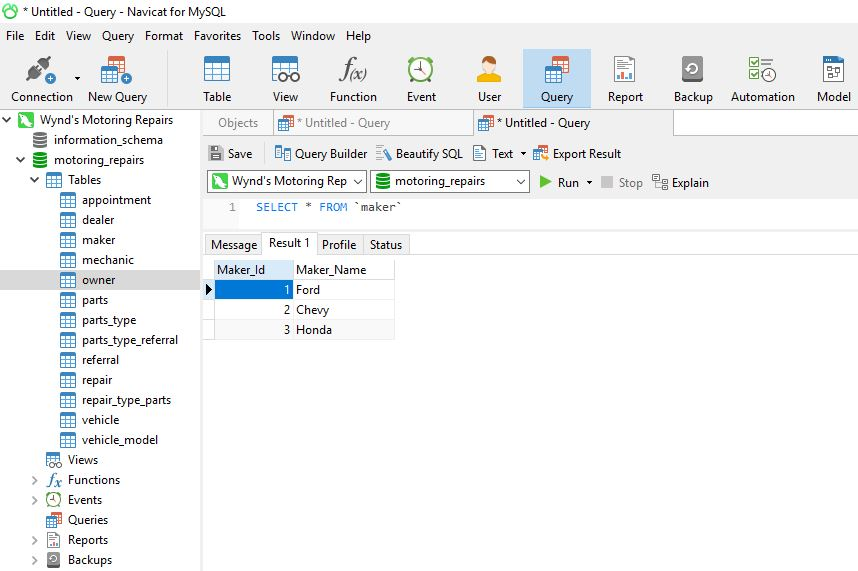 * Untitled - Query - Navicat for MySQL
File Edit View Query Format Favorites Tools Window Help
Connection New Query Table View Function Event User Query Report Backup Automation Model
f(x)
Wynd's Motoring Repairs
information_schema
motoring_repairs
Tables
appointment
dealer
maker
mechanic
owner
parts
parts_type
parts_type_referral
referral
repair
repair_type_parts
vehicle
vehicle_model
Views
fx Functions
Events
Queries
Reports
Backups
Objects * Untitled - Query * Untitled - Query
Save Query Builder Beautify SQL Text Export Result
Wynd's Motoring Rep motoring_repairs Run Stop Explain
1 SELECT * FROM `maker`
Message Result 1 Profile Status
Maker_Id Maker_Name
1 Ford
2 Chevy
3 Honda